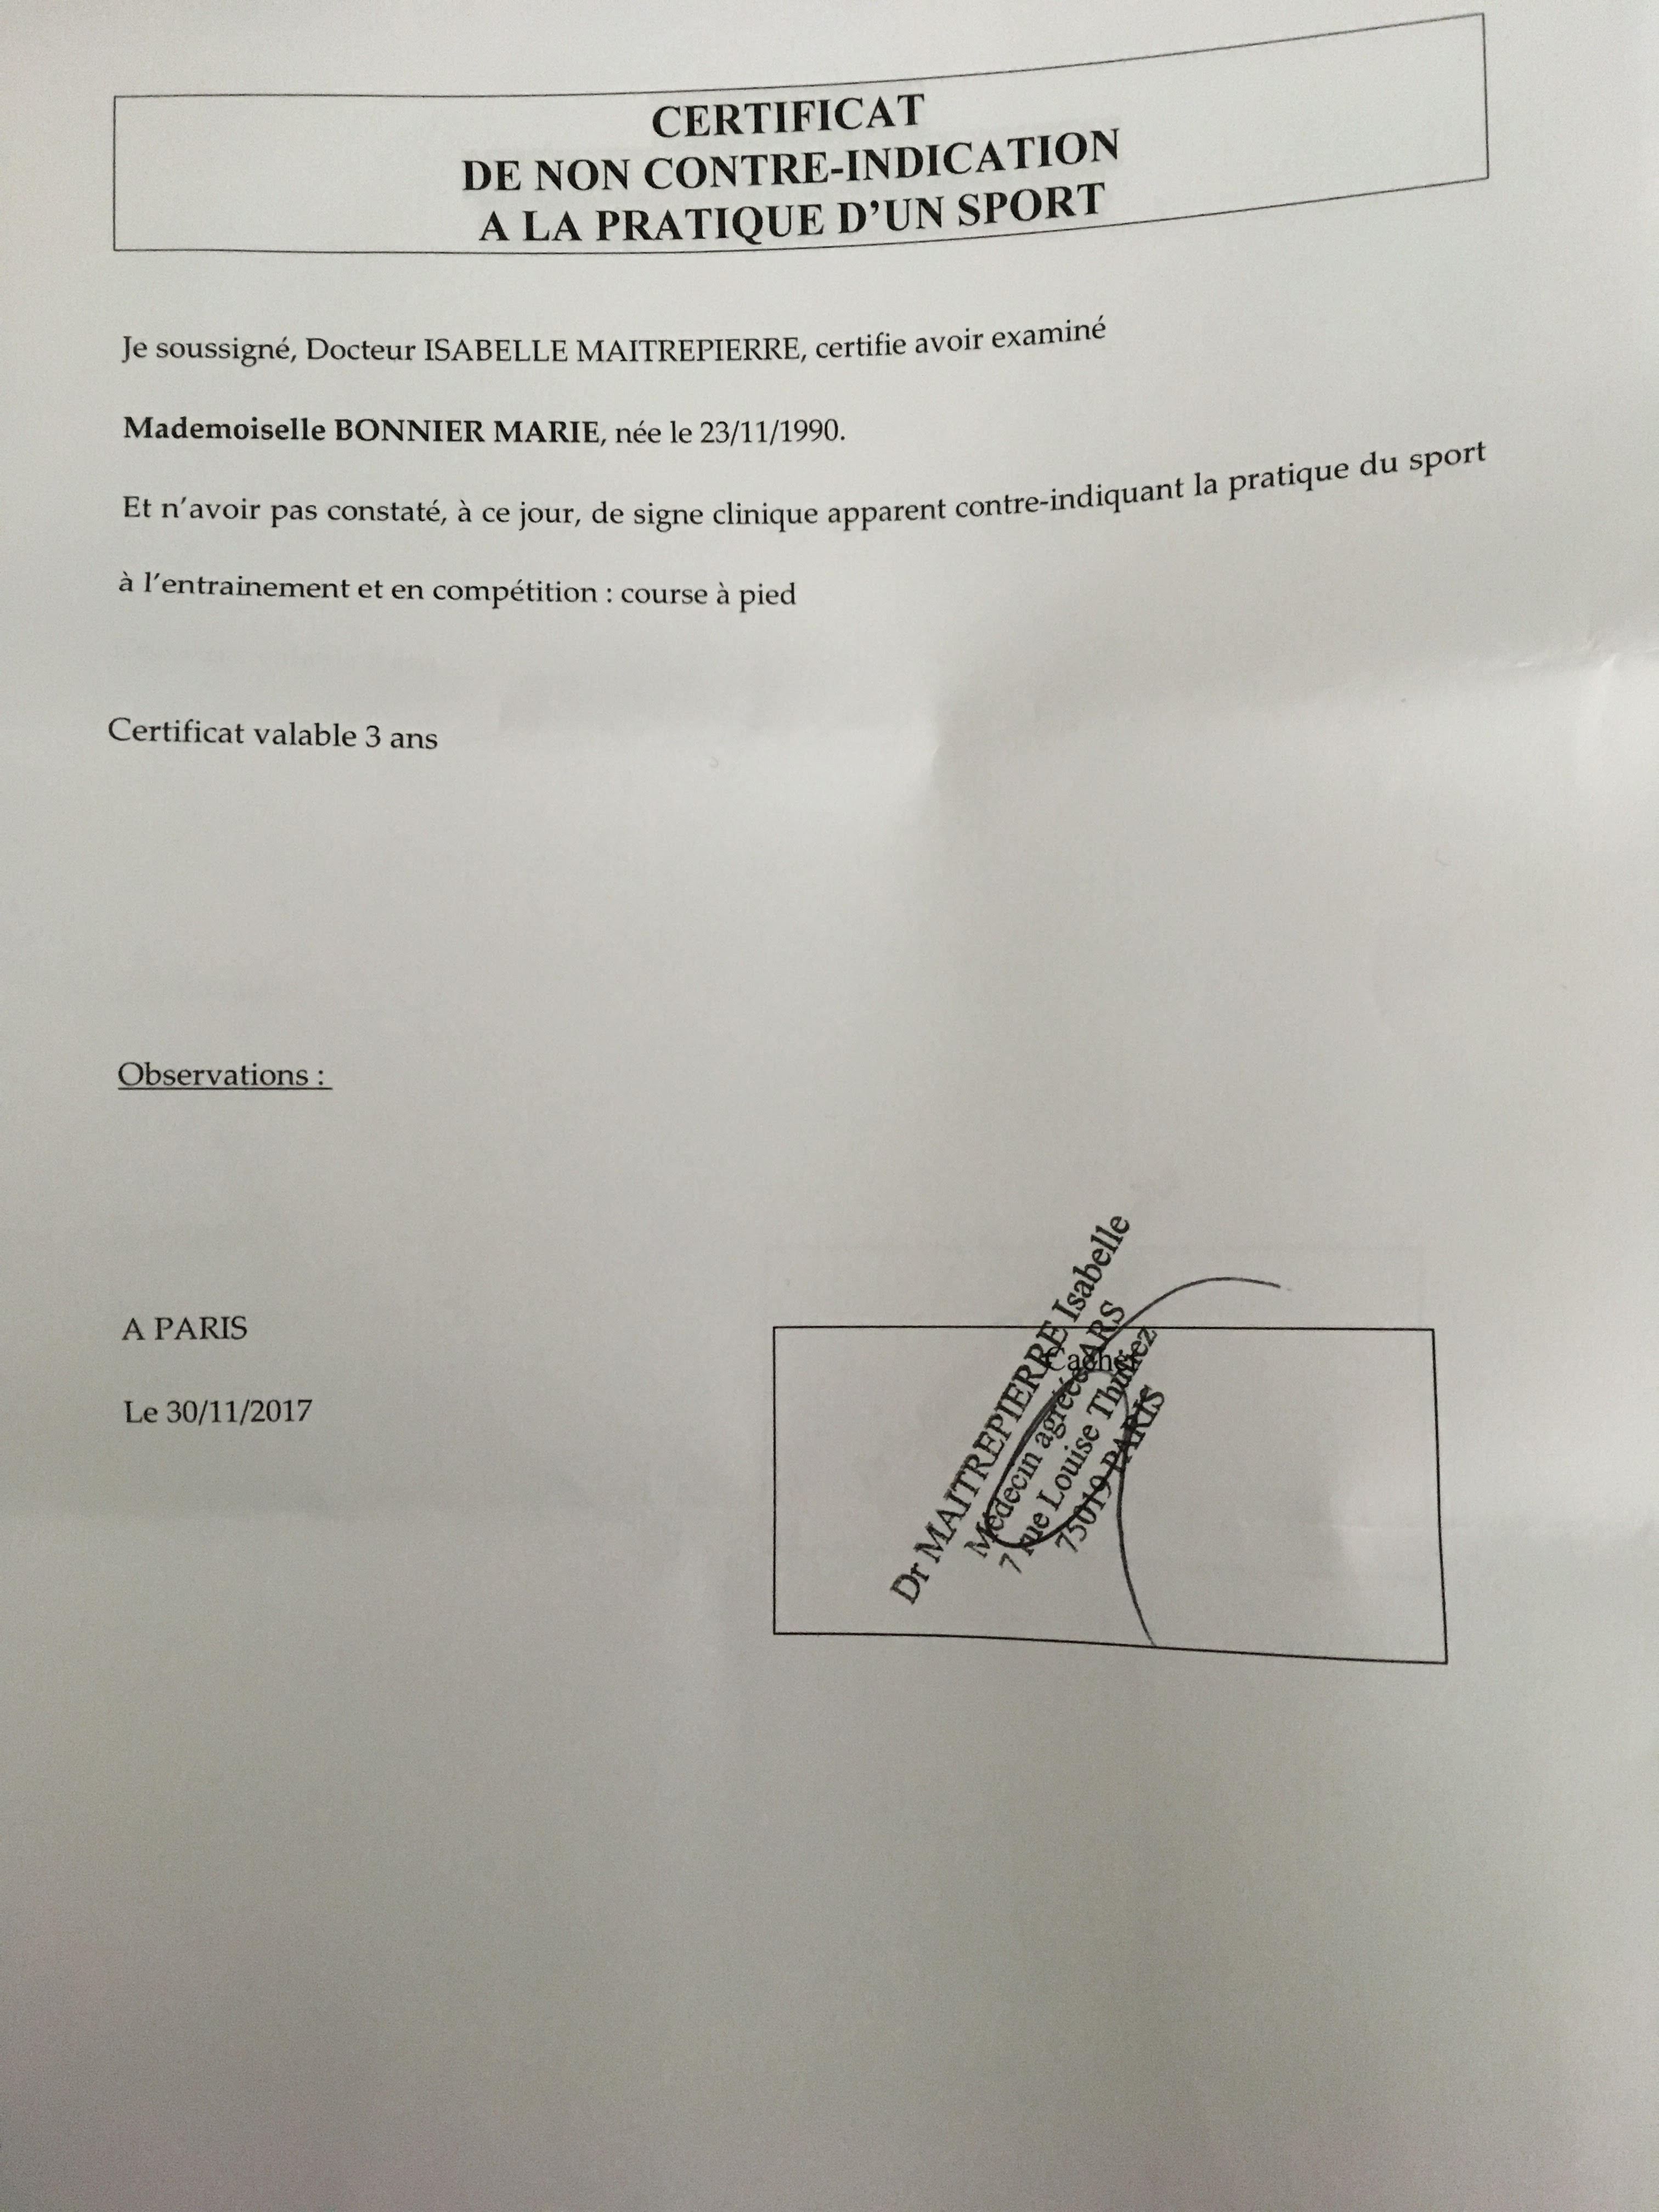 CERTIFICAT
DE NON CONTRE-INDICATION
A LA PRATIQUE D'UN SPORT
Je soussigné, Docteur ISABELLE MAITREPIERRE, certifie avoir examiné
Mademoiselle BONNIER MARIE, née le 23/11/1990.
Et n'avoir pas constaté, à ce jour, de signe clinique apparent contre-indiquant la pratique du sport
à l'entrainement et en compétition : course à pied
Certificat valable 3 ans
Observations :
A PARIS
Le 30/11/2017
Dr MAITREPIERRE Isabelle
Médecin agréée ARS
7 rue Louise Thuliez
75019 PARIS